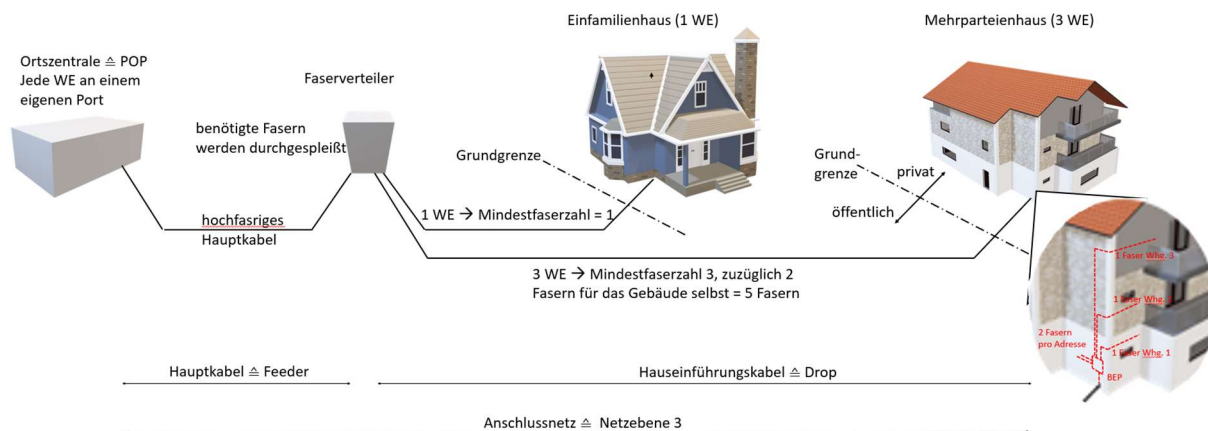 Einfamilienhaus (1 WE)
Mehrparteienhaus (3 WE)
Ortszentrale ≙ POP
Jede WE an einem
eigenen Port
Faserverteiler
benötigte Fasern
werden durchgespleißt
Grundgrenze
Grund-
grenze
privat
öffentlich
hochfasriges
Hauptkabel
1 WE → Mindestfaserzahl = 1
3 WE → Mindestfaserzahl 3, zuzüglich 2
Fasern für das Gebäude selbst = 5 Fasern
1 Faser Whg. 3
1 Faser Whg.
2 Fasern
pro Adresse
1 Faser Whg. 1
BEP
Hauptkabel ≙ Feeder
Hauseinführungskabel ≙ Drop
Anschlussnetz ≙ Netzebene 3